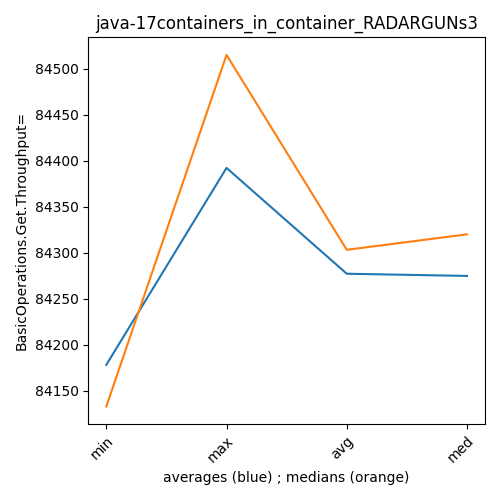 java-17containers_in_container_RADARGUNs3
BasicOperations.Get.Throughput=
84500
84450
84400
84350
84300
84250
84200
84150
min
max
avg
med
averages (blue) ; medians (orange)